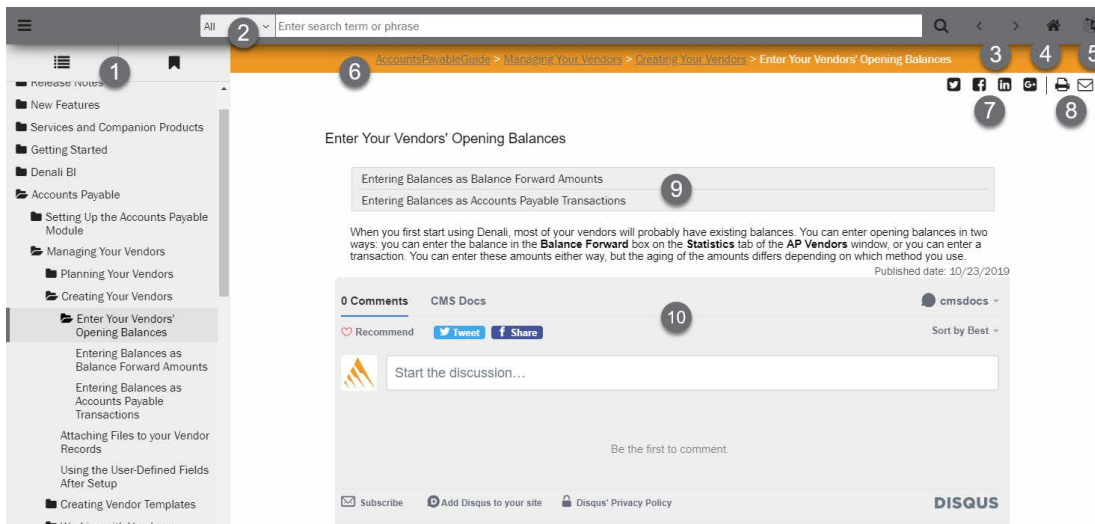 All
2
Enter search term or phrase
3
4
5
1
6
AccountsPayableGuide > Managing Your Vendors > Creating Your Vendors > Enter Your Vendors' Opening Balances
7
8
Release Notes
New Features
Services and Companion Products
Getting Started
Denali BI
Accounts Payable
Setting Up the Accounts Payable
Module
Managing Your Vendors
Planning Your Vendors
Creating Your Vendors
Enter Your Vendors'
Opening Balances
Entering Balances as
Balance Forward Amounts
Entering Balances as
Accounts Payable
Transactions
Attaching Files to your Vendor
Records
Using the User-Defined Fields
After Setup
Creating Vendor Templates
Enter Your Vendors' Opening Balances
Entering Balances as Balance Forward Amounts
9
Entering Balances as Accounts Payable Transactions
When you first start using Denali, most of your vendors will probably have existing balances. You can enter opening balances in two
ways: you can enter the balance in the Balance Forward box on the Statistics tab of the AP Vendors window, or you can enter a
transaction. You can enter these amounts either way, but the aging of the amounts differs depending on which method you use.
Published date: 10/23/2019
0 Comments CMS Docs
10
cmsdocs
Recommend Tweet f Share
Sort by Best
Start the discussion…
Be the first to comment.
Subscribe D Add Disqus to your site Disqus' Privacy Policy
DISQUS